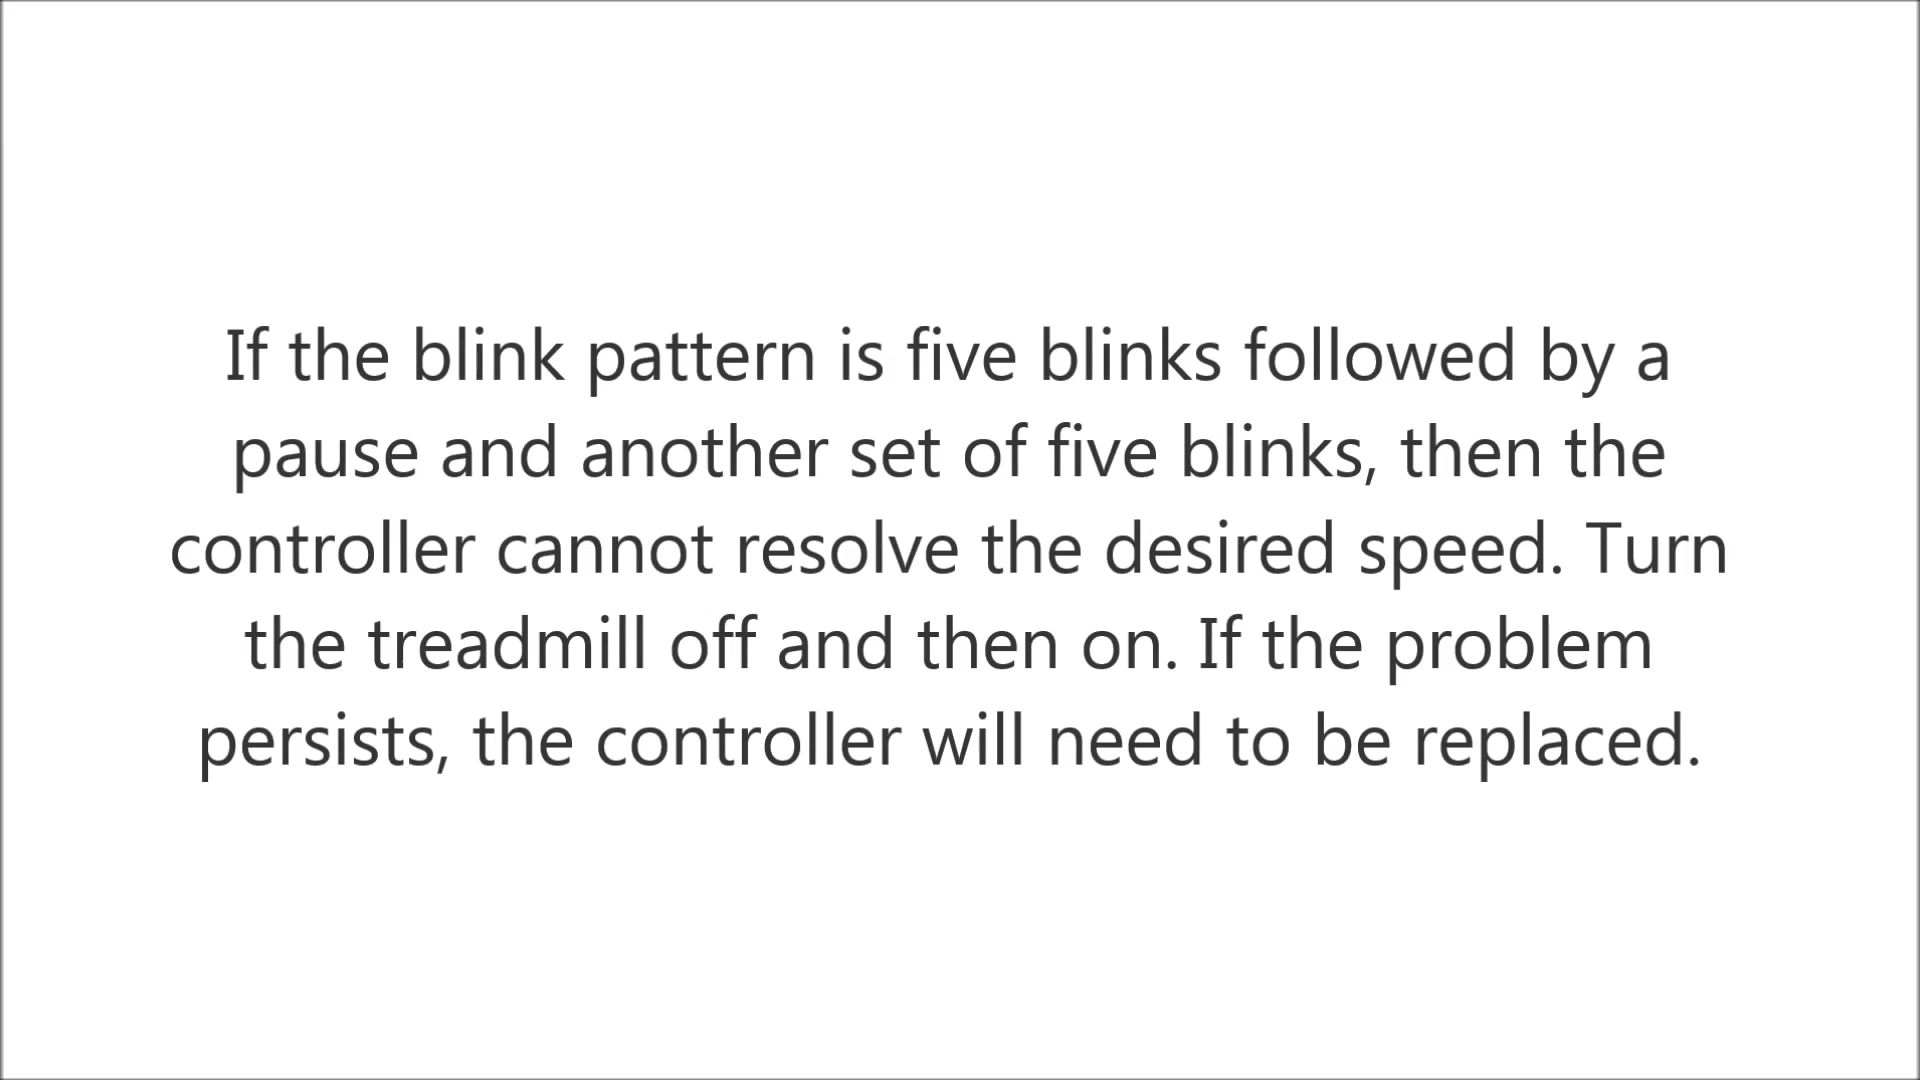 If the blink pattern is five blinks followed by a
pause and another set of five blinks, then the
controller cannot resolve the desired speed. Turn
the treadmill off and then on. If the problem
persists, the controller will need to be replaced.